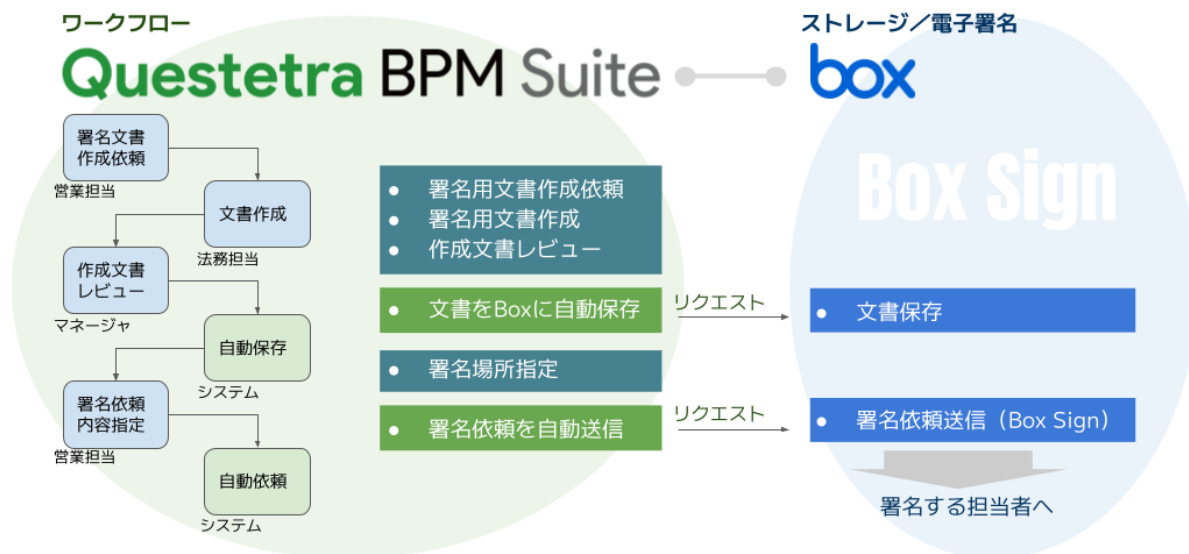 ワークフロー
Questetra BPM Suite
ストレージ／電子署名
box
署名文書
作成依頼
営業担当
文書作成
法務担当
作成文書
レビュー
マネージャ
自動保存
システム
署名依頼
内容指定
営業担当
自動依頼
システム
● 署名用文書作成依頼
● 署名用文書作成
● 作成文書レビュー
● 文書をBoxに自動保存
リクエスト
● 署名場所指定
● 署名依頼を自動送信
リクエスト
Box Sign
● 文書保存
● 署名依頼送信（Box Sign）
署名する担当者へ